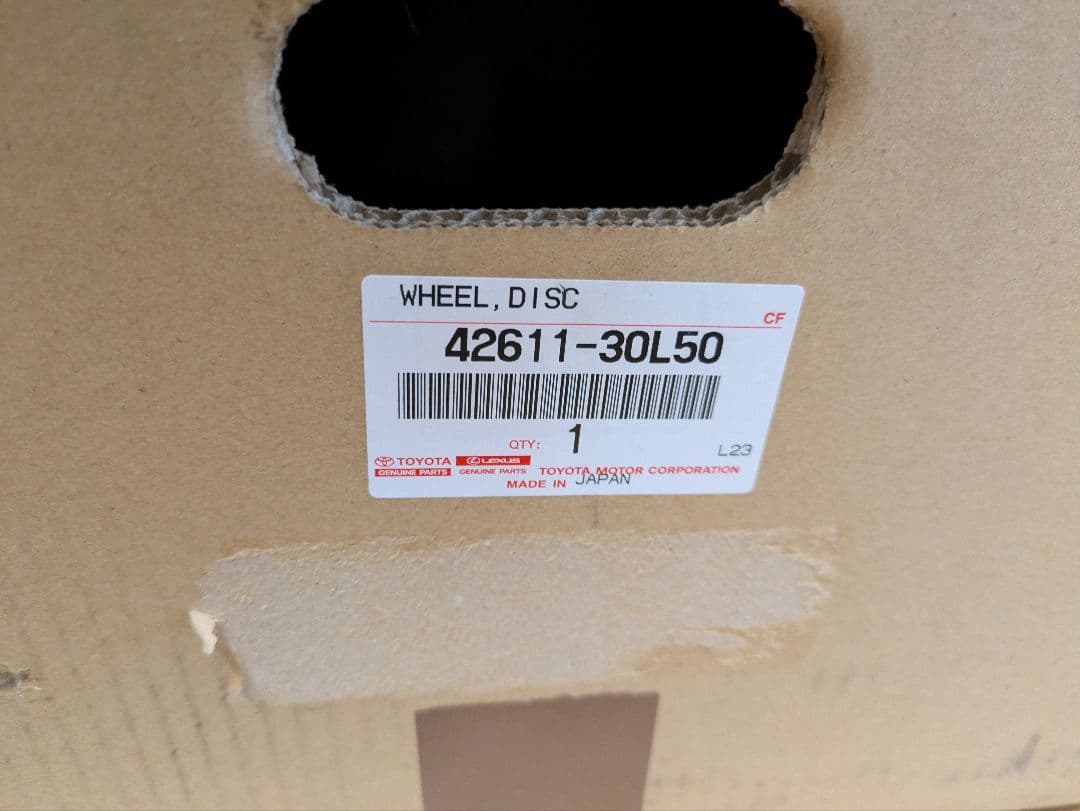 WHEEL, DISC
CF
42611-30L50
QTY: 1
L23
TOYOTA LEXUS
GENUINE PARTS GENUINE PARTS TOYOTA MOTOR CORPORATION
MADE IN JAPAN